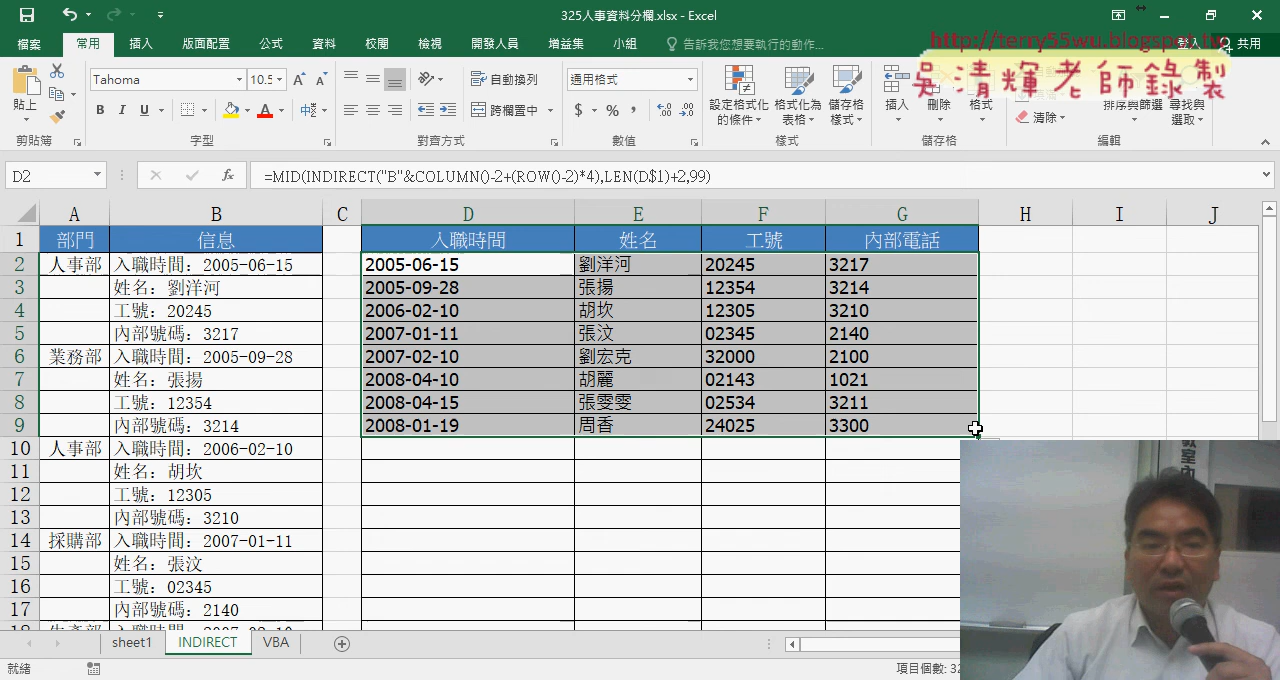 325人事資料分欄.xlsx - Excel
檔案 常用 插入 版面配置 公式 資料 校閱 檢視 開發人員 增益集 小組 告訴我您想要執行的動作... 登入 共用
http://terry55wu.blogspot.tw
吳清輝老師錄製
貼上 Tahoma 10.5 自動換列 通用格式 設定格式化的條件 格式化為表格 儲存格樣式 插入 刪除 格式 排序與篩選 尋找與選取
B I U 跨欄置中 $ % 清除
剪貼簿 字型 對齊方式 數值 樣式 儲存格 編輯
D2 fx =MID(INDIRECT("B"&COLUMN()-2+(ROW()-2)*4),LEN(D$1)+2,99)
A B C D E F G H I J
1 部門 信息 入職時間 姓名 工號 內部電話
2 人事部 入職時間: 2005-06-15 2005-06-15 劉洋河 20245 3217
3 姓名: 劉洋河 2005-09-28 張揚 12354 3214
4 工號: 20245 2006-02-10 胡坎 12305 3210
5 內部號碼: 3217 2007-01-11 張汶 02345 2140
6 業務部 入職時間: 2005-09-28 2007-02-10 劉宏克 32000 2100
7 姓名: 張揚 2008-04-10 胡麗 02143 1021
8 工號: 12354 2008-04-15 張雯雯 02534 3211
9 內部號碼: 3214 2008-01-19 周香 24025 3300
10 人事部 入職時間: 2006-02-10
11 姓名: 胡坎
12 工號: 12305
13 內部號碼: 3210
14 採購部 入職時間: 2007-01-11
15 姓名: 張汶
16 工號: 02345
17 內部號碼: 2140
sheet1 INDIRECT VBA
就緒 項目個數: 32
教室內